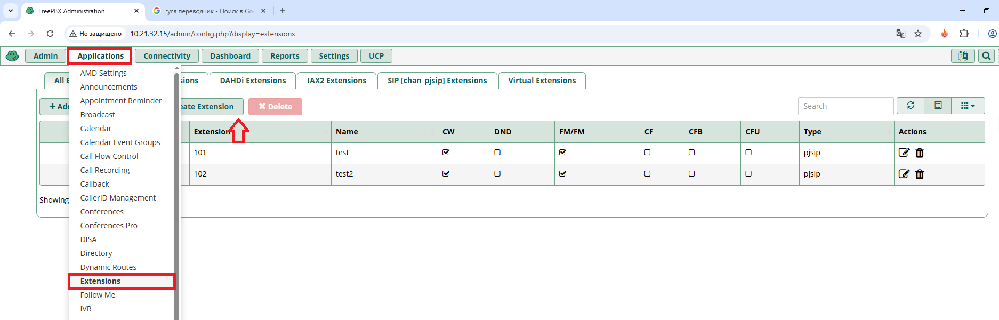 FreePBX Administration
гугл переводчик - Поиск в Go
Не защищено
10.21.32.15/admin/config.php?display=extensions
Admin Applications Connectivity Dashboard Reports Settings UCP
All E sions DAHDi Extensions IAX2 Extensions SIP [chan_pjsip] Extensions Virtual Extensions
+ Add eate Extension ✖ Delete Search
Extension Name CW DND FM/FM CF CFB CFU Type Actions
101 test pjsip
102 test2 pjsip
Showing
AMD Settings
Announcements
Appointment Reminder
Broadcast
Calendar
Calendar Event Groups
Call Flow Control
Call Recording
Callback
CallerID Management
Conferences
Conferences Pro
DISA
Directory
Dynamic Routes
Extensions
Follow Me
IVR